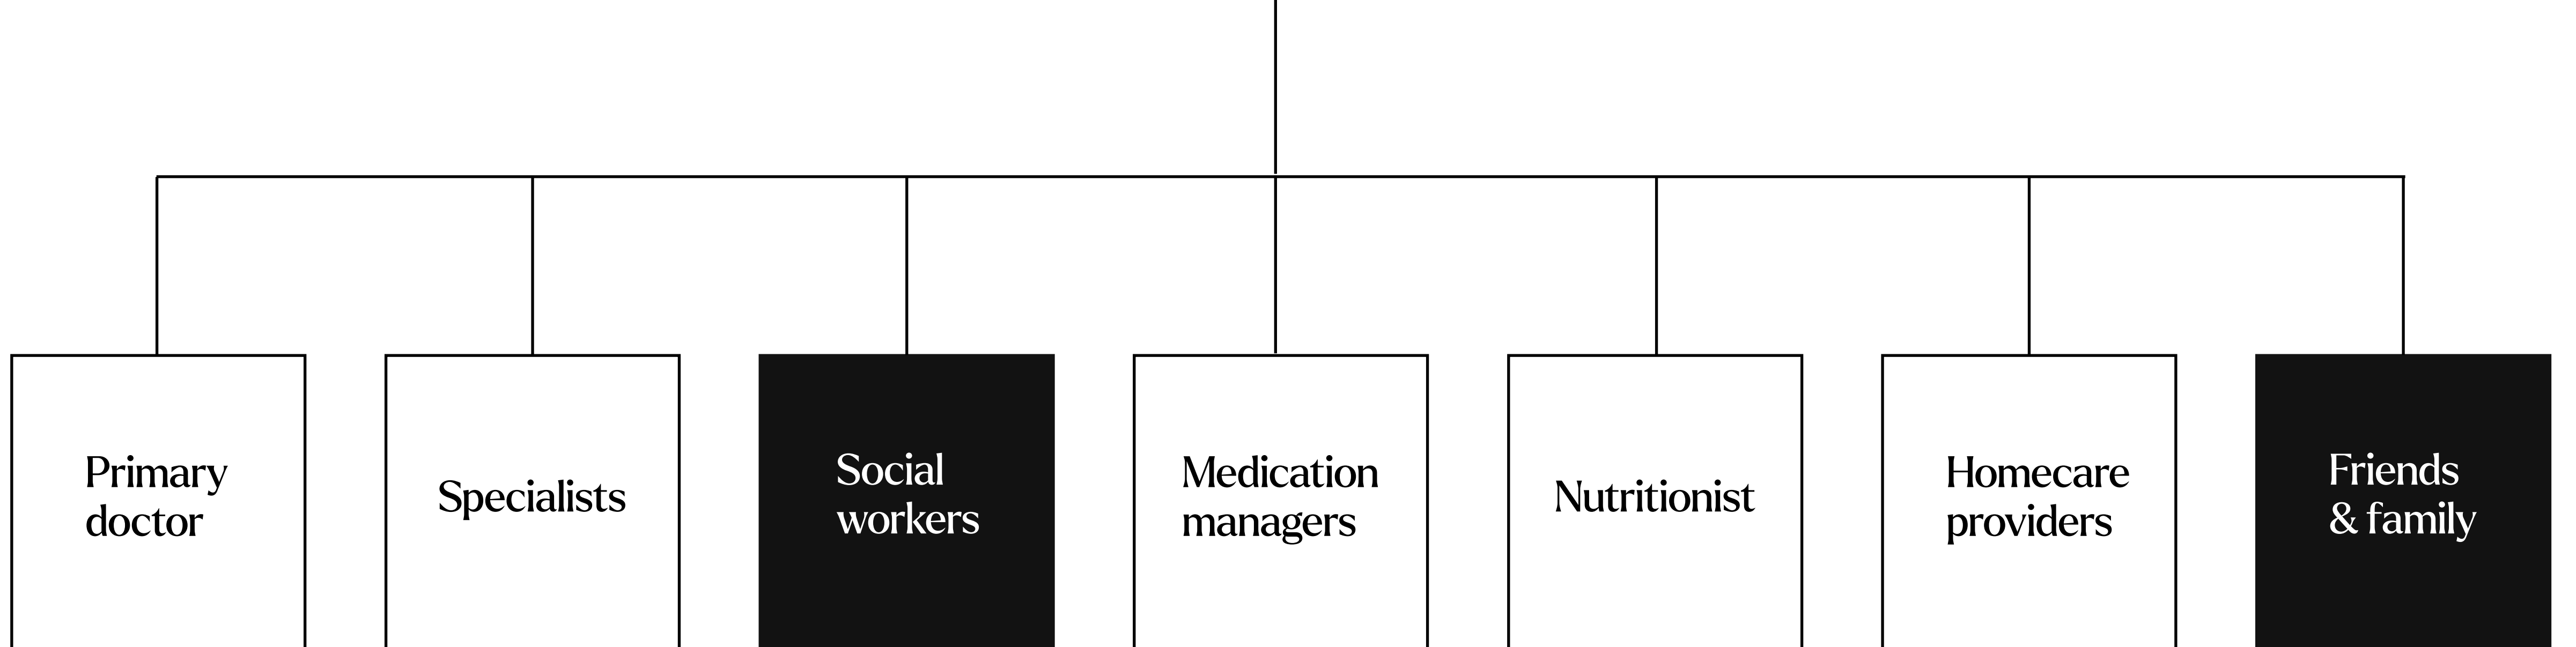 Primary
doctor
Specialists
Social
workers
Medication
managers
Nutritionist
Homecare
providers
Friends
& family